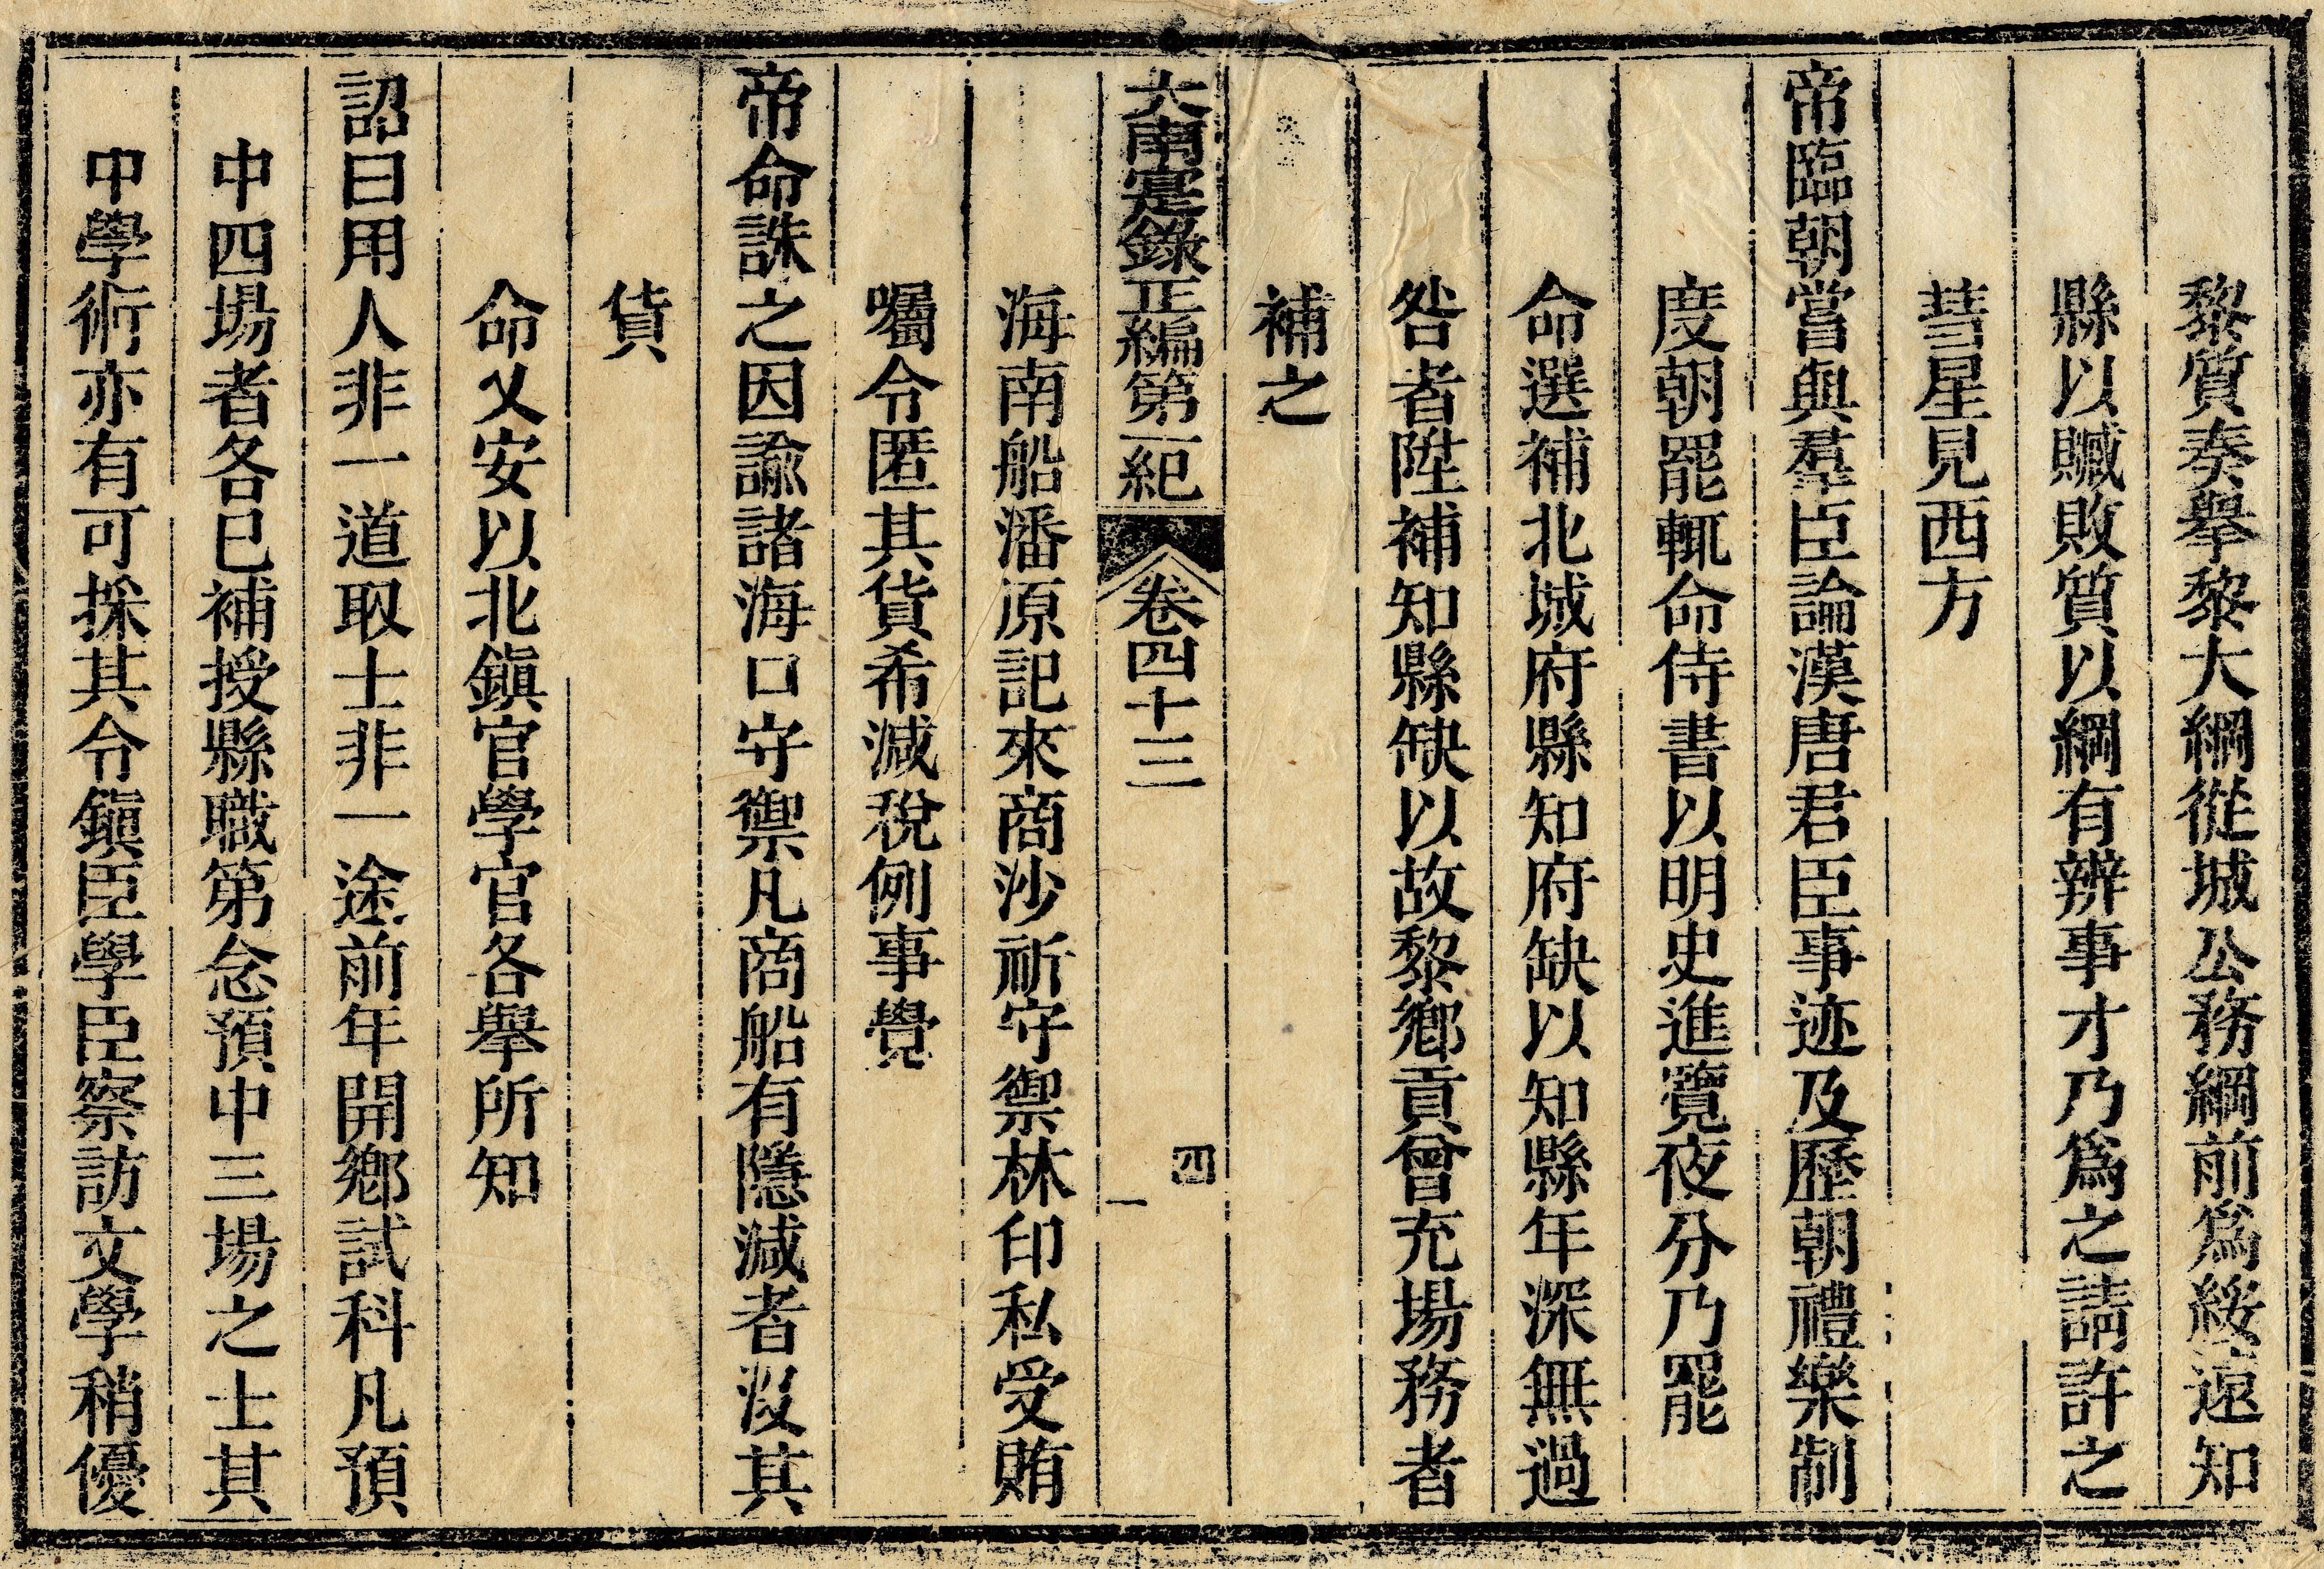 黎質奏舉黎大綱從城公務綱前爲綏遠知
縣以贓敗質以綱有辨事才乃爲之請許之
彗星見西方
帝臨朝嘗與羣臣論漢唐君臣事迹及歷朝禮樂制
度朝罷輒命侍書以明史進覽夜分乃罷
命選補北城府縣知府缺以知縣年深無過
咎者陞補知縣缺以故黎鄉貢曾充場務者
補之
大南寔錄正編第一紀 卷四十三 四 一
海南船潘原記來商沙祈守禦林印私受賄
囑令匿其貨希減稅例事覺
帝命誅之因諭諸海口守禦凡商船有隱減者沒其
貨
命乂安以北鎭官學官各舉所知
詔曰用人非一道取士非一途前年開鄉試科凡預
中四場者各已補授縣職第念預中三場之士其
中學術亦有可採其令鎭臣學臣察訪文學稍優